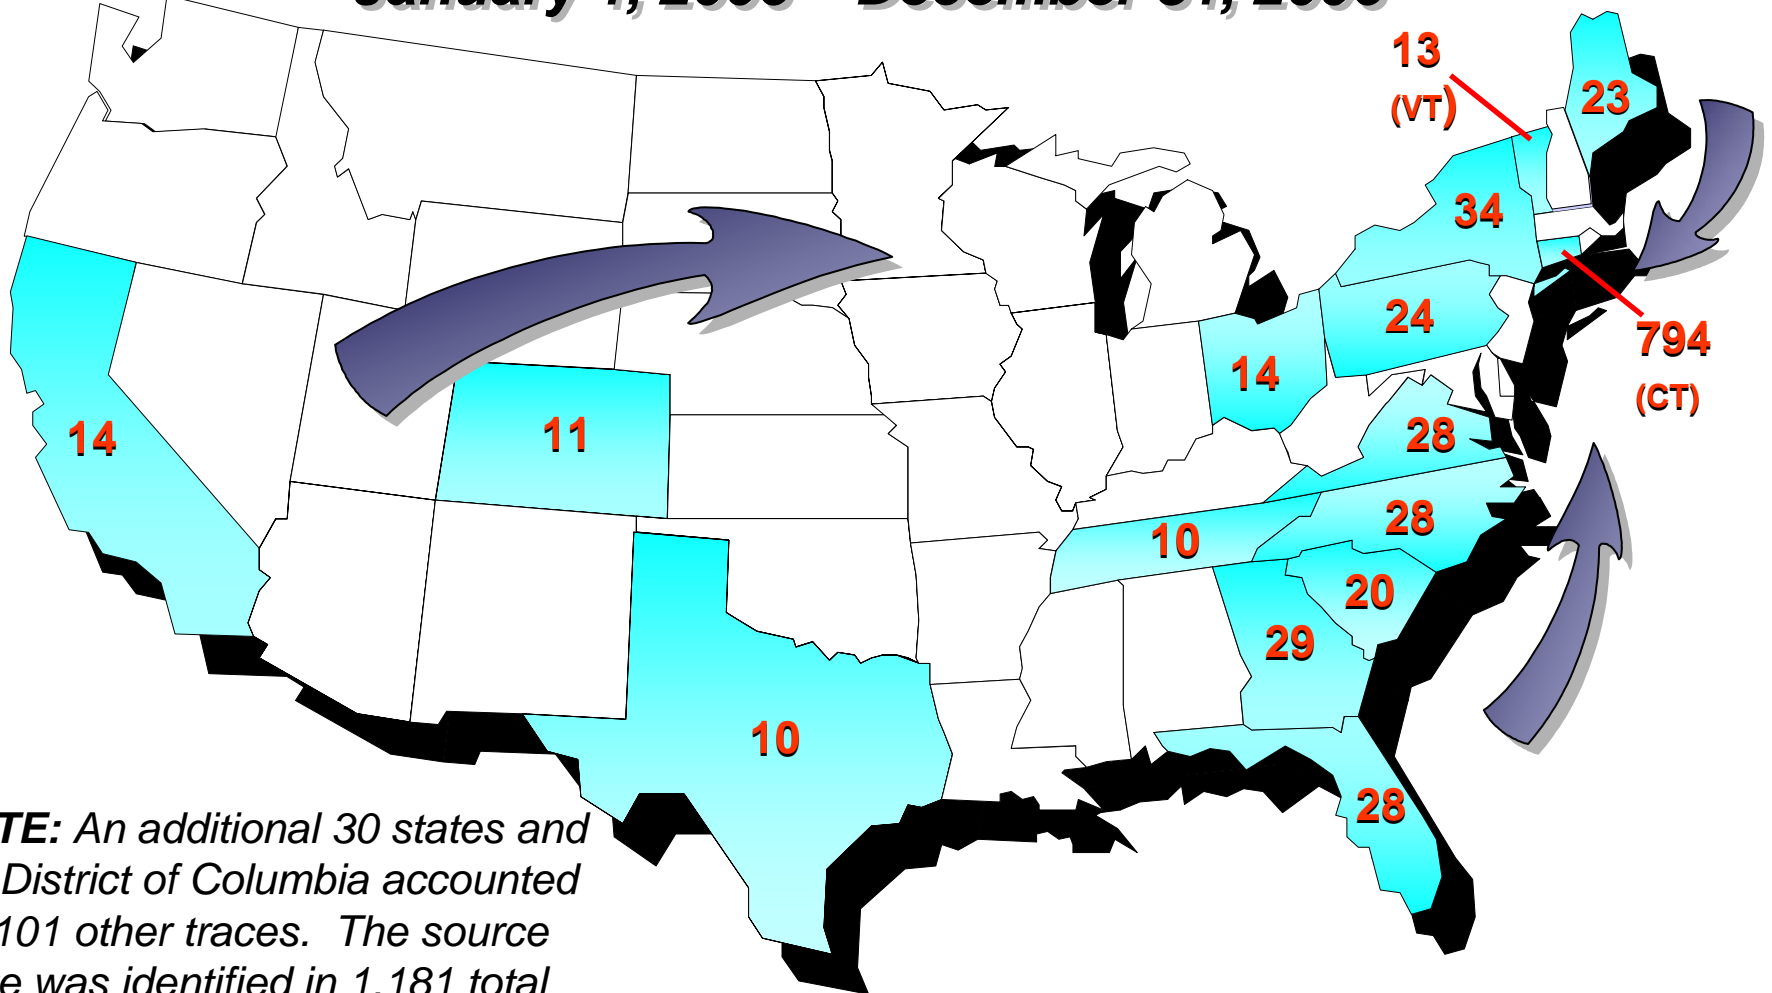 13
(VT)
23
34
24
794
(CT)
14
14
11
28
28
10
20
29
10
28
TE: An additional 30 states and
District of Columbia accounted
101 other traces. The source
e was identified in 1,181 total